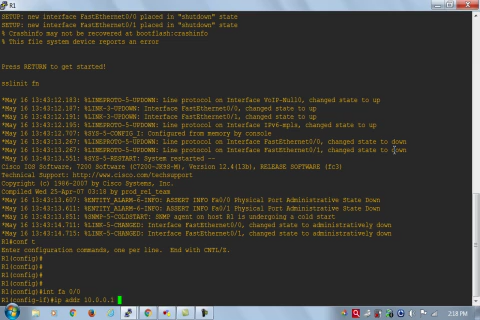 R1
SETUP: new interface FastEthernet0/0 placed in "shutdown" state
SETUP: new interface FastEthernet0/1 placed in "shutdown" state
% Crashinfo may not be recovered at bootflash:crashinfo
% This file system device reports an error
Press RETURN to get started!
sslinit fn
*May 16 13:43:12.183: %LINEPROTO-5-UPDOWN: Line protocol on Interface VoIP-Null0, changed state to up
*May 16 13:43:12.187: %LINK-3-UPDOWN: Interface FastEthernet0/0, changed state to up
*May 16 13:43:12.191: %LINK-3-UPDOWN: Interface FastEthernet0/1, changed state to up
*May 16 13:43:12.195: %LINEPROTO-5-UPDOWN: Line protocol on Interface IPv6-mpls, changed state to up
*May 16 13:43:12.707: %SYS-5-CONFIG_I: Configured from memory by console
*May 16 13:43:13.267: %LINEPROTO-5-UPDOWN: Line protocol on Interface FastEthernet0/0, changed state to down
*May 16 13:43:13.267: %LINEPROTO-5-UPDOWN: Line protocol on Interface FastEthernet0/1, changed state to down
*May 16 13:43:13.551: %SYS-5-RESTART: System restarted --
Cisco IOS Software, 7200 Software (C7200-JK9S-M), Version 12.4(13b), RELEASE SOFTWARE (fc3)
Technical Support: http://www.cisco.com/techsupport
Copyright (c) 1986-2007 by Cisco Systems, Inc.
Compiled Wed 25-Apr-07 03:18 by prod_rel_team
*May 16 13:43:13.607: %ENTITY_ALARM-6-INFO: ASSERT INFO Fa0/0 Physical Port Administrative State Down
*May 16 13:43:13.611: %ENTITY_ALARM-6-INFO: ASSERT INFO Fa0/1 Physical Port Administrative State Down
*May 16 13:43:13.851: %SNMP-5-COLDSTART: SNMP agent on host R1 is undergoing a cold start
*May 16 13:43:14.711: %LINK-5-CHANGED: Interface FastEthernet0/0, changed state to administratively down
*May 16 13:43:14.715: %LINK-5-CHANGED: Interface FastEthernet0/1, changed state to administratively down
R1#conf t
Enter configuration commands, one per line.  End with CNTL/Z.
R1(config)#
R1(config)#
R1(config)#
R1(config)#
R1(config)#int fa 0/0
R1(config-if)#ip addr 10.0.0.1
2:18 PM